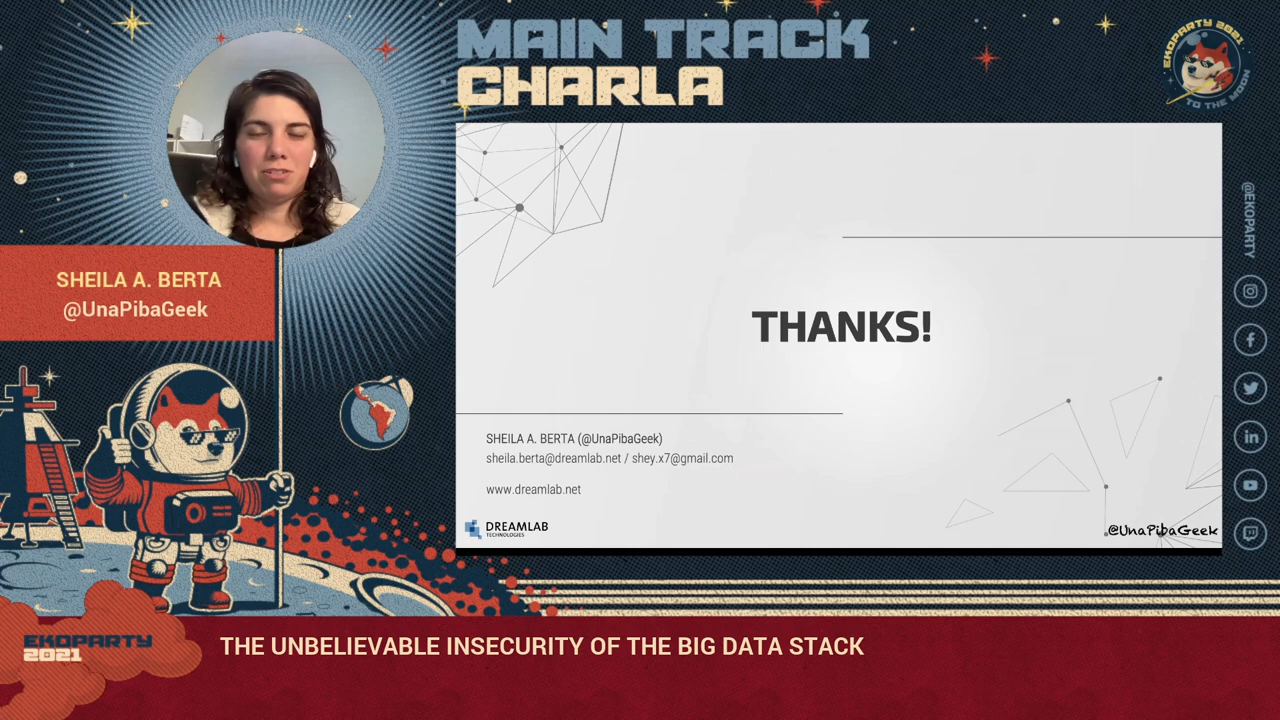 MAIN TRACK
CHARLA
EKOPARTY 2021
TO THE MOON
SHEILA A. BERTA
@UnaPibaGeek
THANKS!
SHEILA A. BERTA (@UnaPibaGeek)
sheila.berta@dreamlab.net / shey.x7@gmail.com
www.dreamlab.net
DREAMLAB
TECHNOLOGIES
@UnaPibaGeek
@EKOPARTY
EKOPARTY
2021
THE UNBELIEVABLE INSECURITY OF THE BIG DATA STACK